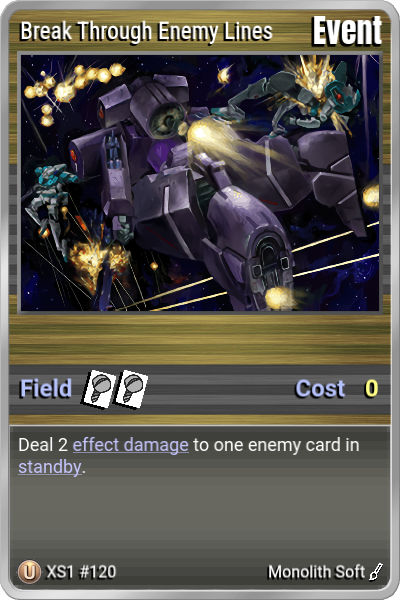 Break Through Enemy Lines
Event
Field
Cost 0
Deal 2 effect damage to one enemy card in
standby.
U XS1 #120
Monolith Soft